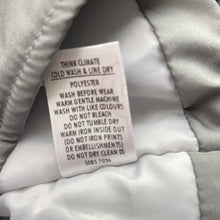 THINK CLIMATE
COLD WASH & LINE DRY
POLYESTER
WASH BEFORE WEAR
WARM GENTLE MACHINE
WASH WITH LIKE COLOURS
DO NOT BLEACH
DO NOT TUMBLE DRY
WARM IRON INSIDE OUT
(DO NOT IRON PRINTS
OR EMBELLISHMENTS)
DO NOT DRY CLEAN 00